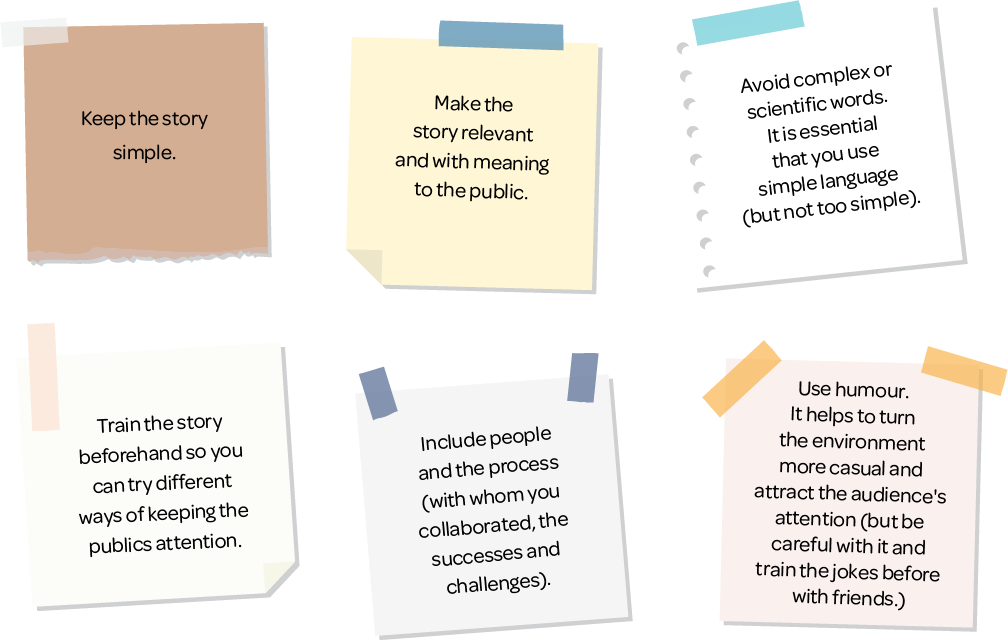 Keep the story
simple.
Make the
story relevant
and with meaning
to the public.
Avoid complex or
scientific words.
It is essential
that you use
simple language
(but not too simple).
Train the story
beforehand so you
can try different
ways of keeping the
publics attention.
Include people
and the process
(with whom you
collaborated, the
successes and
challenges).
Use humour.
It helps to turn
the environment
more casual and
attract the audience's
attention (but be
careful with it and
train the jokes before
with friends.)